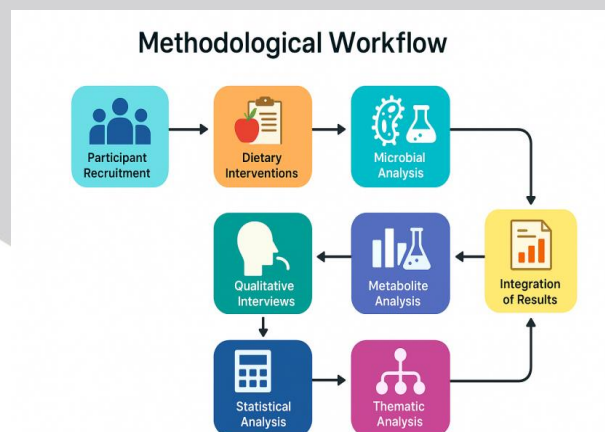 Methodological Workflow
Participant
Recruitment
Dietary
Interventions
Microbial
Analysis
Qualitative
Interviews
Metabolite
Analysis
Integration
of Results
Statistical
Analysis
Thematic
Analysis